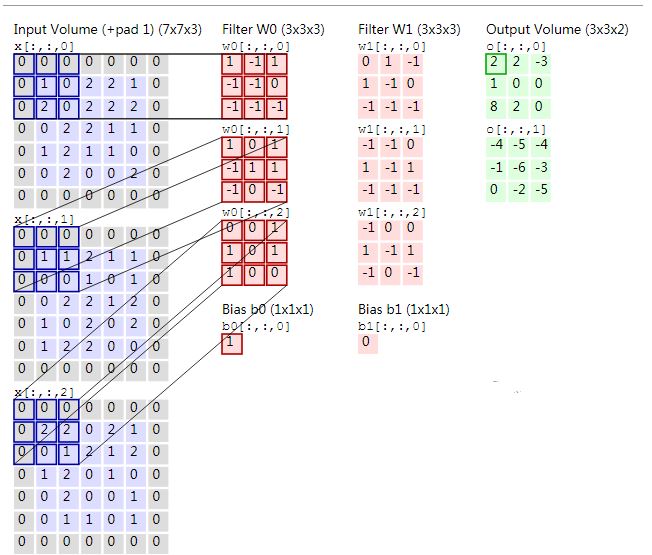 Input Volume (+pad 1) (7x7x3)
x[:,:,0]
0 0 0 0 0 0 0
0 1 0 2 2 1 0
0 2 0 2 2 2 0
0 0 2 2 1 1 0
0 1 2 1 1 0 0
0 0 2 0 0 2 0
0 0 0 0 0 0 0
x[:,:,1]
0 0 0 0 0 0 0
0 1 1 2 1 1 0
0 0 0 1 0 1 0
0 0 2 2 1 2 0
0 1 0 2 0 2 0
0 1 2 2 0 0 0
0 0 0 0 0 0 0
x[:,:,2]
0 0 0 0 0 0 0
0 2 2 0 2 1 0
0 0 1 2 1 2 0
0 1 2 0 1 0 0
0 0 2 0 0 1 0
0 0 1 1 0 1 0
0 0 0 0 0 0 0
Filter W0 (3x3x3)
w0[:,:,0]
1 -1 1
-1 -1 0
-1 -1 -1
w0[:,:,1]
1 0 1
-1 1 1
-1 0 -1
w0[:,:,2]
0 0 1
1 0 1
1 0 0
Bias b0 (1x1x1)
b0[:,:,0]
1
Filter W1 (3x3x3)
w1[:,:,0]
0 1 -1
1 -1 0
-1 -1 -1
w1[:,:,1]
-1 -1 0
1 -1 1
-1 -1 -1
w1[:,:,2]
-1 0 0
1 -1 1
-1 0 -1
Bias b1 (1x1x1)
b1[:,:,0]
0
Output Volume (3x3x2)
o[:,:,0]
2 2 -3
1 0 0
8 2 0
o[:,:,1]
-4 -5 -4
-1 -6 -3
0 -2 -5